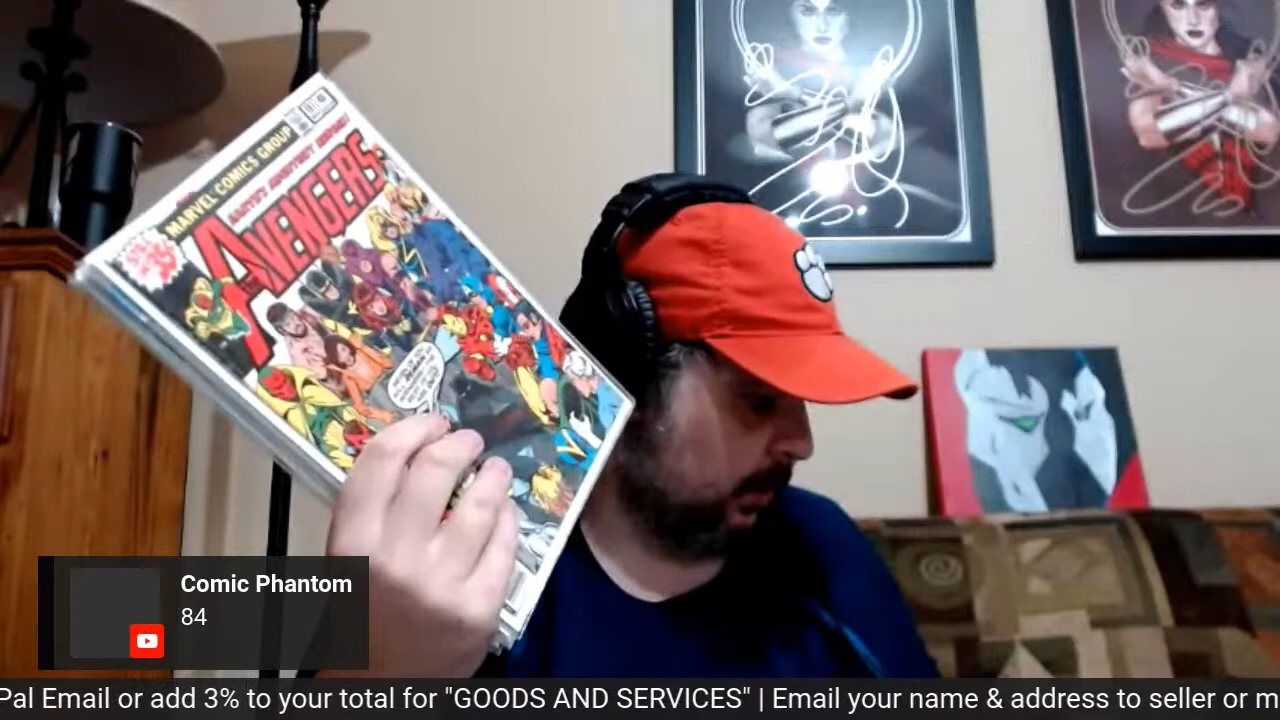 MARVEL COMICS GROUP
AVENGERS
Comic Phantom
84
Pal Email or add 3% to your total for "GOODS AND SERVICES" | Email your name & address to seller or m